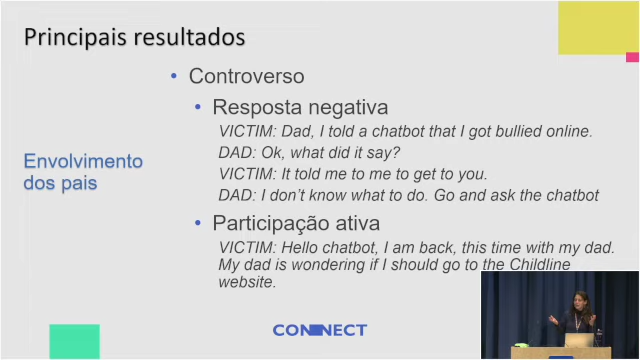 Principais resultados
• Controverso
• Resposta negativa
VICTIM: Dad, I told a chatbot that I got bullied online.
DAD: Ok, what did it say?
VICTIM: It told me to me to get to you.
DAD: I don't know what to do. Go and ask the chatbot
Envolvimento
dos pais
• Participação ativa
VICTIM: Hello chatbot, I am back, this time with my dad.
My dad is wondering if I should go to the Childline
website.
CONNECT